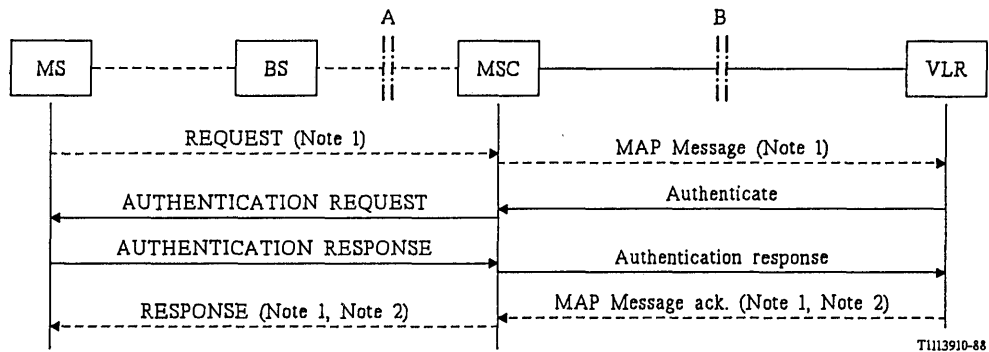 A
B
MS
BS
MSC
VLR
REQUEST (Note 1)
MAP Message (Note 1)
Authenticate
AUTHENTICATION REQUEST
AUTHENTICATION RESPONSE
Authentication response
MAP Message ack. (Note 1, Note 2)
RESPONSE (Note 1, Note 2)
T1113910-88